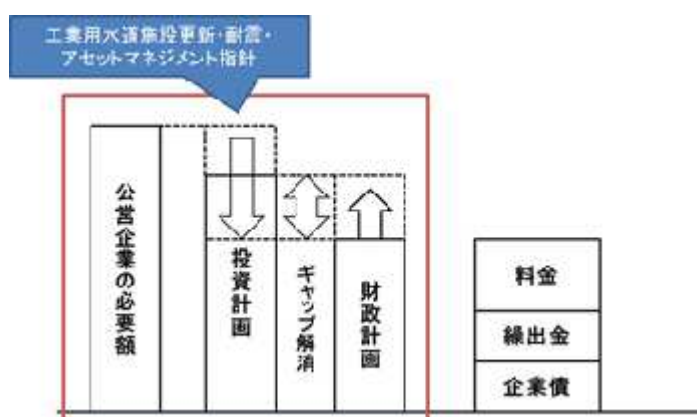 工業用水道施設更新・耐震・
アセットマネジメント指針
公営企業の必要額
投資計画
ギャップ解消
財政計画
料金
繰出金
企業債